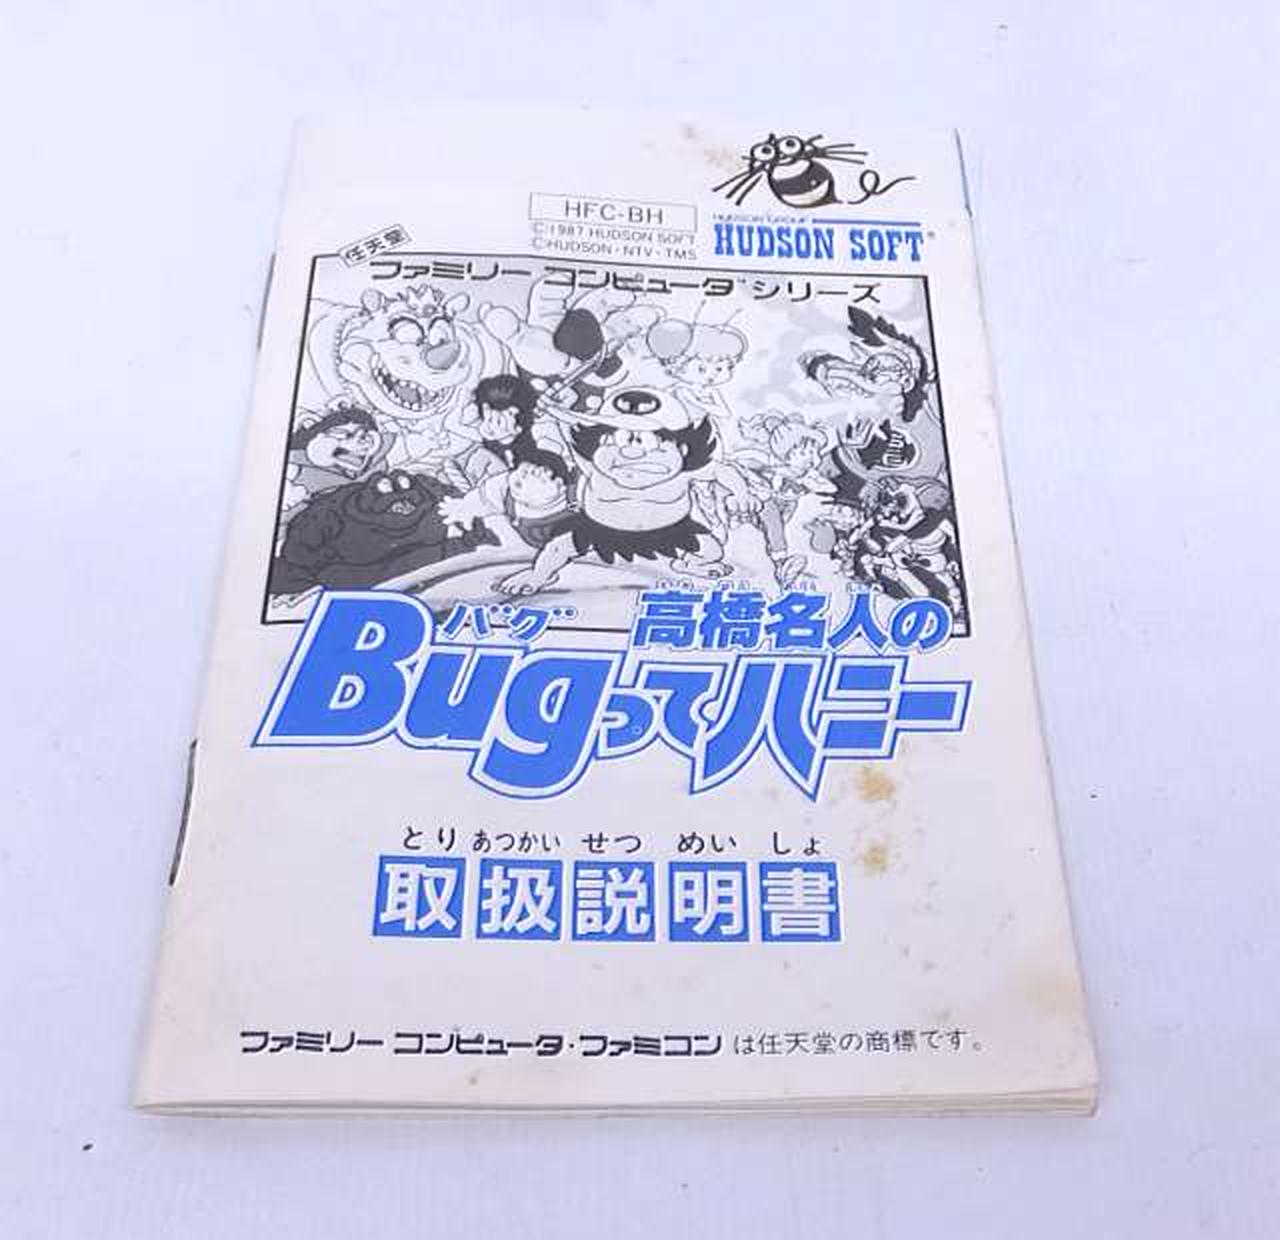 HFC-BH
©1987 HUDSON SOFT
©HUDSON・NTV・TMS
HUDSON GROUP
HUDSON SOFT®
任天堂
ファミリー コンピュータ™シリーズ
バグ
高橋名人の
Bugってハニー
とり あつかい せつ めい しょ
取扱説明書
ファミリー コンピュータ・ファミコン は任天堂の商標です。